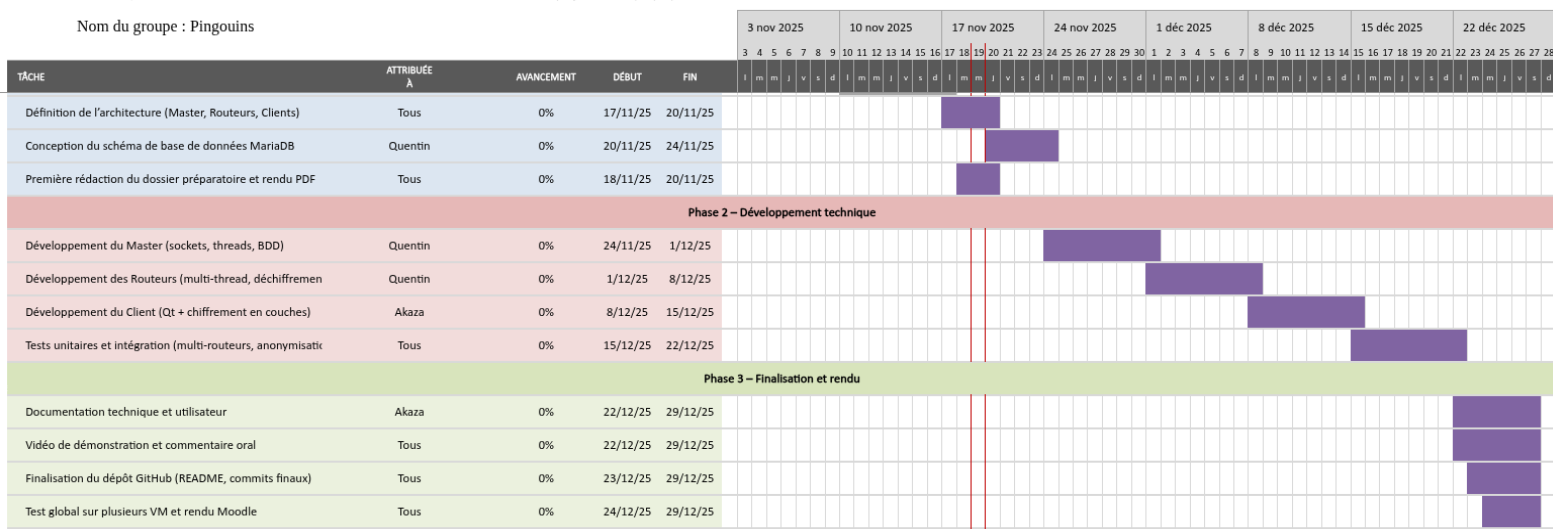 Nom du groupe : Pingouins
3 nov 2025 10 nov 2025 17 nov 2025 24 nov 2025 1 déc 2025 8 déc 2025 15 déc 2025 22 déc 2025
3 4 5 6 7 8 9 10 11 12 13 14 15 16 17 18 19 20 21 22 23 24 25 26 27 28 29 30 1 2 3 4 5 6 7 8 9 10 11 12 13 14 15 16 17 18 19 20 21 22 23 24 25 26 27 28
TÂCHE ATTRIBUÉE À AVANCEMENT DÉBUT FIN l m m j v s d l m m j v s d l m m j v s d l m m j v s d l m m j v s d l m m j v s d l m m j v s d l m m j v s d
Définition de l'architecture (Master, Routeurs, Clients) Tous 0% 17/11/25 20/11/25
Conception du schéma de base de données MariaDB Quentin 0% 20/11/25 24/11/25
Première rédaction du dossier préparatoire et rendu PDF Tous 0% 18/11/25 20/11/25
Phase 2 – Développement technique
Développement du Master (sockets, threads, BDD) Quentin 0% 24/11/25 1/12/25
Développement des Routeurs (multi-thread, déchiffremen Quentin 0% 1/12/25 8/12/25
Développement du Client (Qt + chiffrement en couches) Akaza 0% 8/12/25 15/12/25
Tests unitaires et intégration (multi-routeurs, anonymisatic Tous 0% 15/12/25 22/12/25
Phase 3 – Finalisation et rendu
Documentation technique et utilisateur Akaza 0% 22/12/25 29/12/25
Vidéo de démonstration et commentaire oral Tous 0% 22/12/25 29/12/25
Finalisation du dépôt GitHub (README, commits finaux) Tous 0% 23/12/25 29/12/25
Test global sur plusieurs VM et rendu Moodle Tous 0% 24/12/25 29/12/25